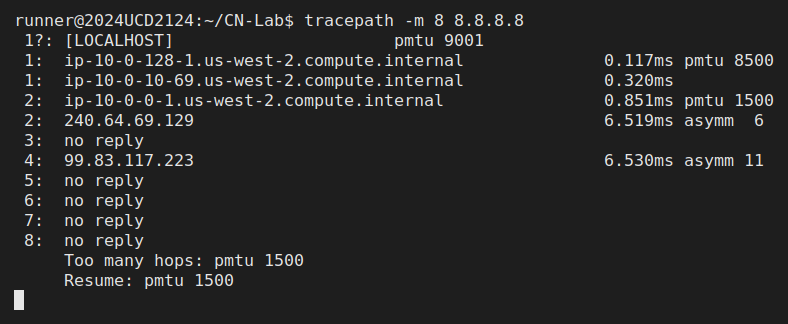 runner@2024UCD2124:~/CN-Lab$ tracepath -m 8 8.8.8.8
 1?: [LOCALHOST]                      pmtu 9001
 1:  ip-10-0-128-1.us-west-2.compute.internal              0.117ms pmtu 8500
 1:  ip-10-0-10-69.us-west-2.compute.internal              0.320ms
 2:  ip-10-0-0-1.us-west-2.compute.internal                0.851ms pmtu 1500
 2:  240.64.69.129                                         6.519ms asymm  6
 3:  no reply
 4:  99.83.117.223                                         6.530ms asymm 11
 5:  no reply
 6:  no reply
 7:  no reply
 8:  no reply
     Too many hops: pmtu 1500
     Resume: pmtu 1500